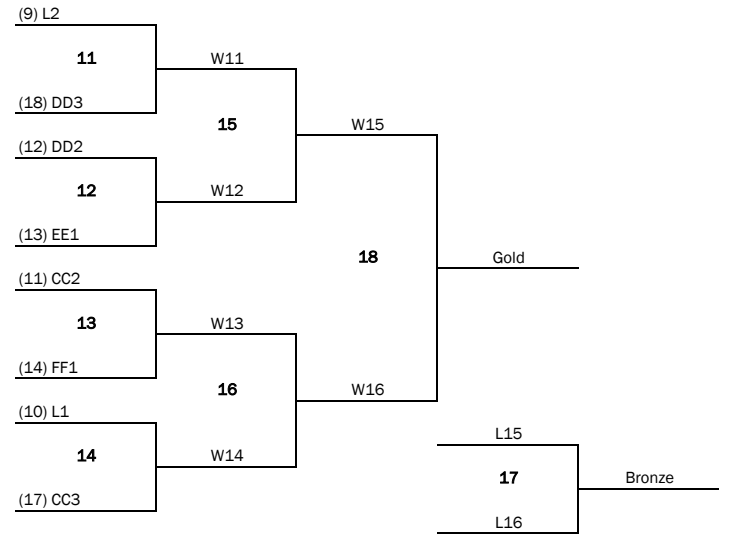 (9) L2
11
W11
(18) DD3
15
W15
(12) DD2
12
W12
(13) EE1
18
Gold
(11) CC2
13
W13
(14) FF1
16
W16
(10) L1
14
W14
(17) CC3
L15
17
Bronze
L16